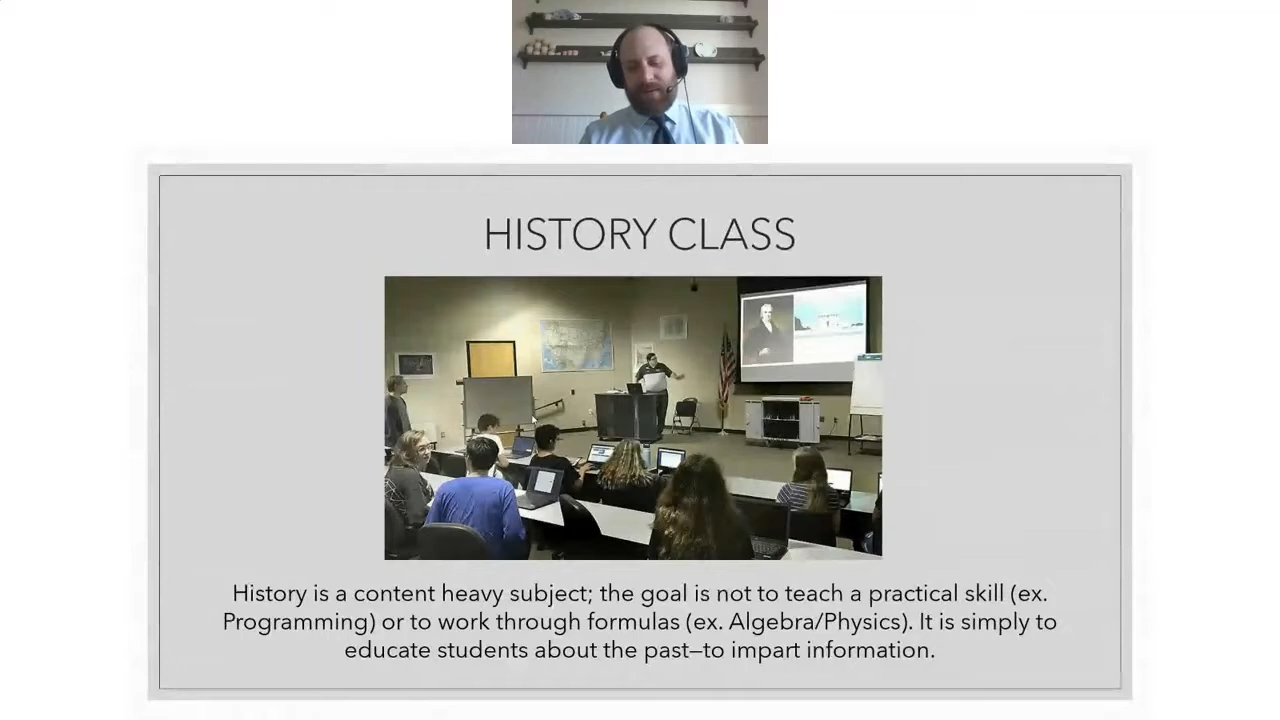 HISTORY CLASS
History is a content heavy subject; the goal is not to teach a practical skill (ex.
Programming) or to work through formulas (ex. Algebra/Physics). It is simply to
educate students about the past—to impart information.